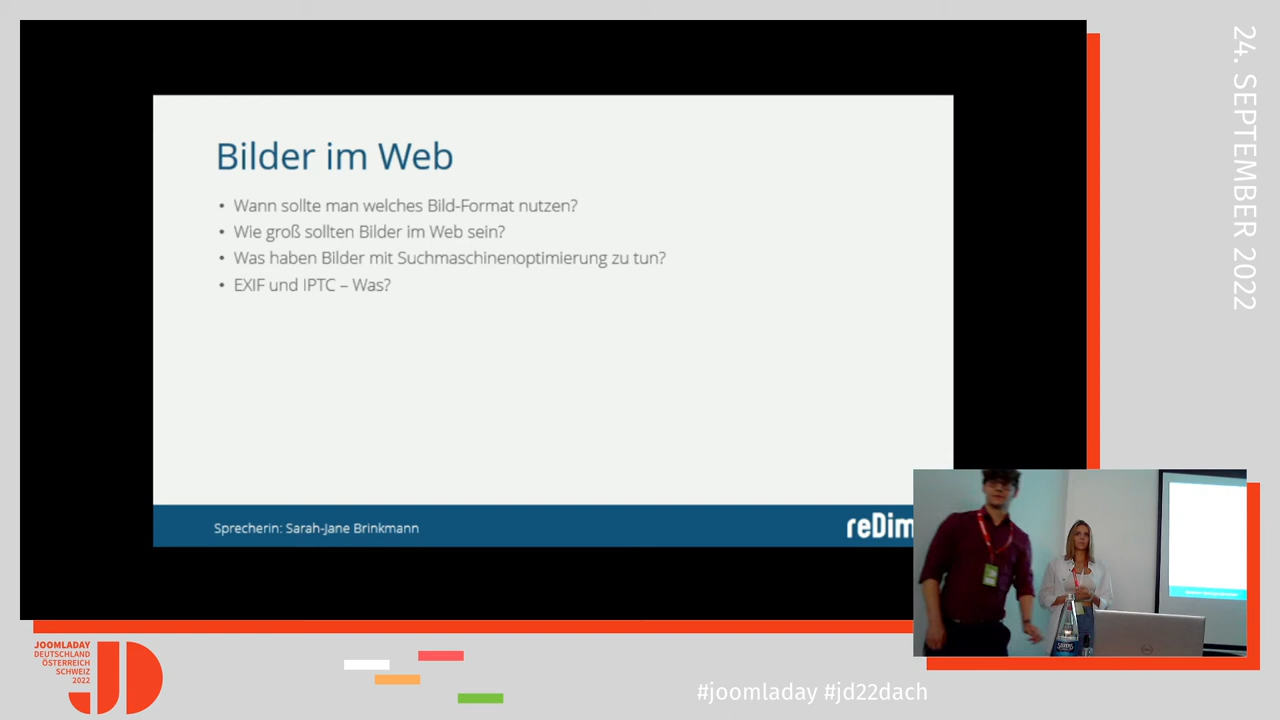 Bilder im Web
• Wann sollte man welches Bild-Format nutzen?
• Wie groß sollten Bilder im Web sein?
• Was haben Bilder mit Suchmaschinenoptimierung zu tun?
• EXIF und IPTC – Was?
Sprecherin: Sarah-Jane Brinkmann
reDim
24. SEPTEMBER 2022
JOOMLADAY
DEUTSCHLAND
ÖSTERREICH
SCHWEIZ
2022
JD
#joomladay #jd22dach